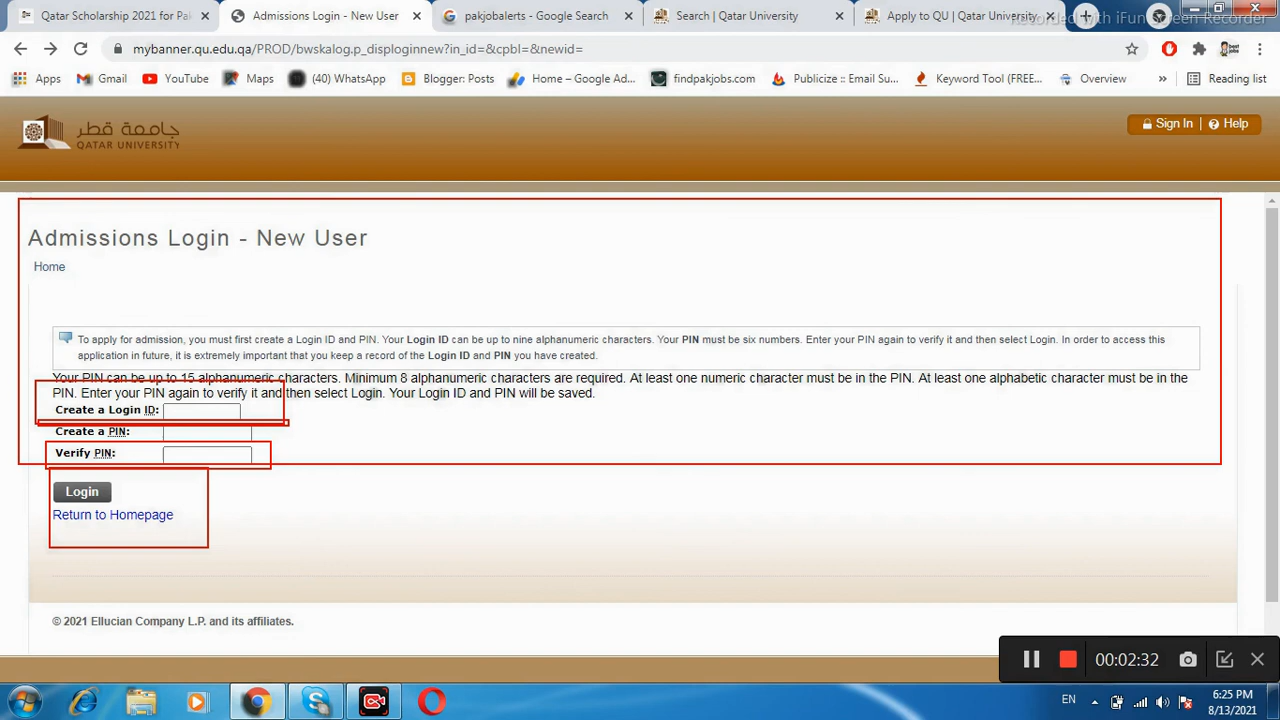 Qatar Scholarship 2021 for Pak
Admissions Login - New User
pakjobsalerts - Google Search
Search | Qatar University
Apply to QU | Qatar University
Recorded with iFun Screen Recorder
mybanner.qu.edu.qa/PROD/bwskalog.p_disploginnew?in_id=&cpbl=&newid=
Apps
Gmail
YouTube
Maps
(40) WhatsApp
Blogger: Posts
Home – Google Ad...
findpakjobs.com
Publicize :: Email Su...
Keyword Tool (FREE...
Overview
»
Reading list
جامعة قطر
QATAR UNIVERSITY
Sign In | Help
Admissions Login - New User
Home
To apply for admission, you must first create a Login ID and PIN. Your Login ID can be up to nine alphanumeric characters. Your PIN must be six numbers. Enter your PIN again to verify it and then select Login. In order to access this
application in future, it is extremely important that you keep a record of the Login ID and PIN you have created.
Your PIN can be up to 15 alphanumeric characters. Minimum 8 alphanumeric characters are required. At least one numeric character must be in the PIN. At least one alphabetic character must be in the
PIN. Enter your PIN again to verify it and then select Login. Your Login ID and PIN will be saved.
Create a Login ID:
Create a PIN:
Verify PIN:
Login
Return to Homepage
© 2021 Ellucian Company L.P. and its affiliates.
00:02:32
EN
6:25 PM
8/13/2021